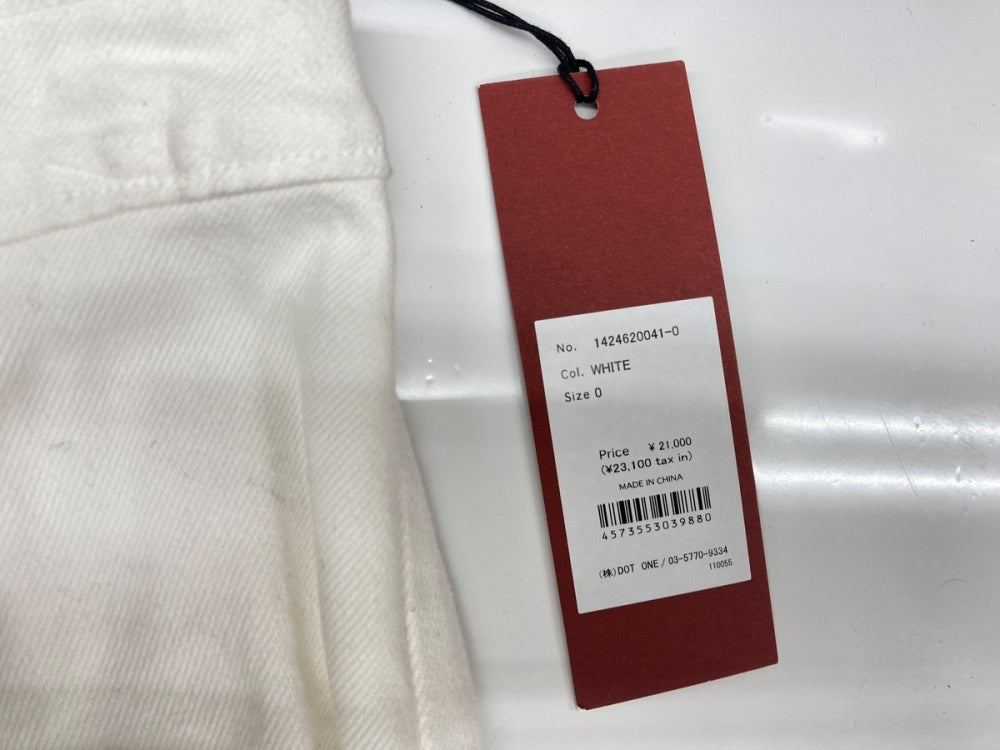 No. 1424620041-0
Col. WHITE
Size 0
Price ¥ 21,000
(¥23,100 tax in)
MADE IN CHINA
4573553039880
(株)DOT ONE / 03-5770-9334
110055